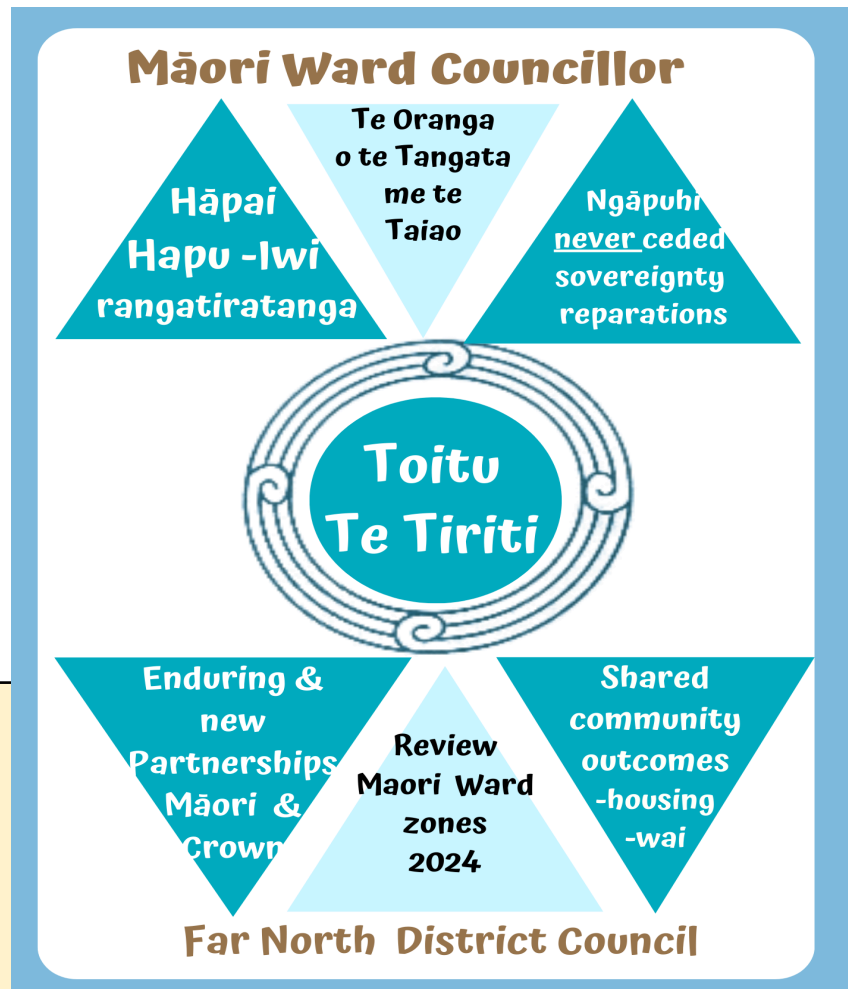 Māori Ward Councillor
Hāpai
Hapu -Iwi
rangatiratanga
Te Oranga
o te Tangata
me te
Taiao
Ngāpuhi
never ceded
sovereignty
reparations
Toitu
Te Tiriti
Enduring &
new
Partnerships
Māori &
Crown
Review
Maori Ward
zones
2024
Shared
community
outcomes
-housing
-wai
Far North District Council